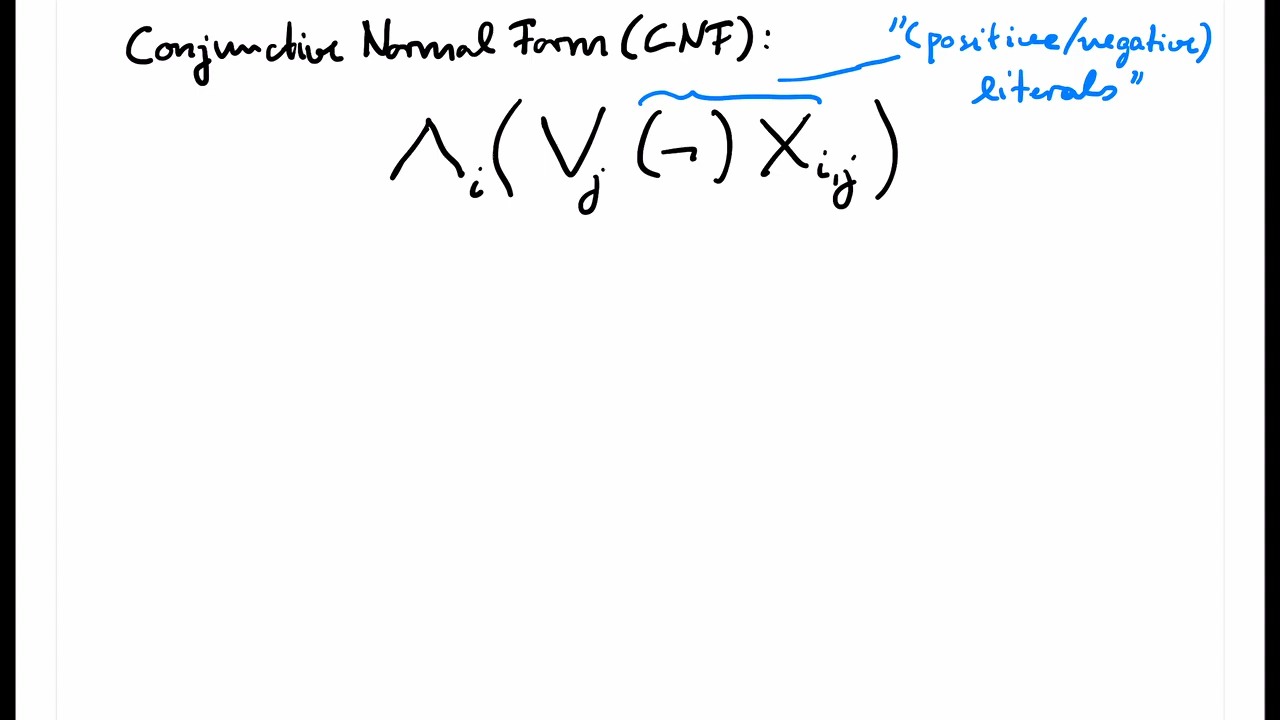 Conjunctive Normal Form (CNF):
"(positive/negative)
literals"
⋀i ( ⋁j (¬) Xi,j )